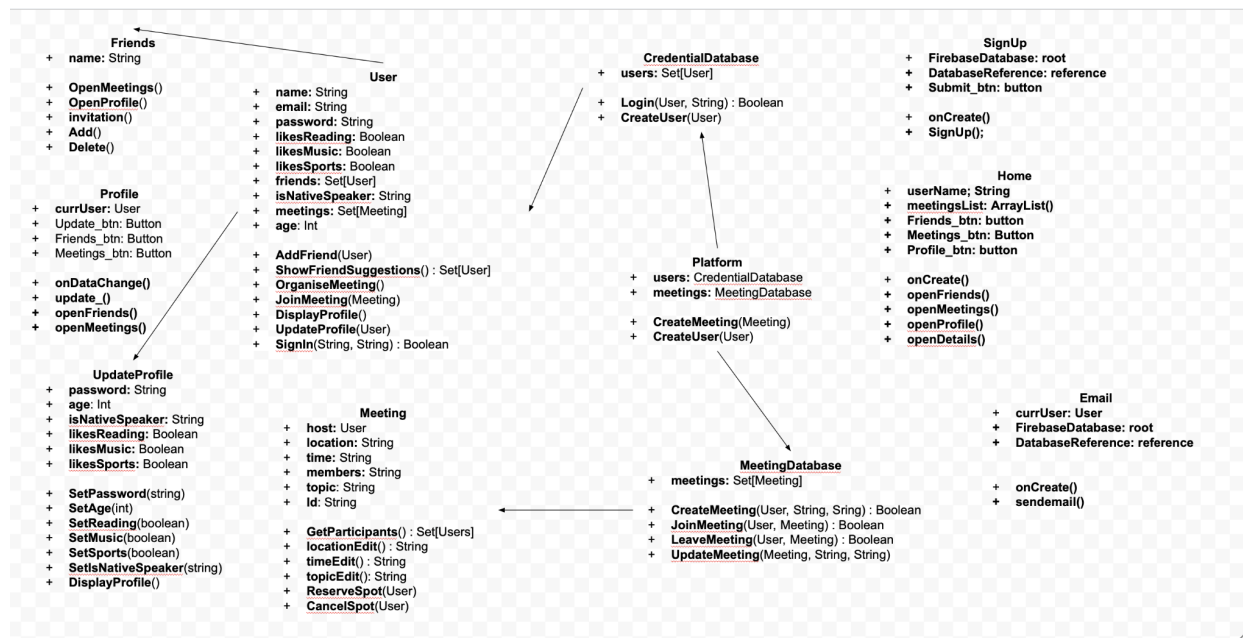 Friends
+ name: String
+ OpenMeetings()
+ OpenProfile()
+ invitation()
+ Add()
+ Delete()
User
+ name: String
+ email: String
+ password: String
+ likesReading: Boolean
+ likesMusic: Boolean
+ likesSports: Boolean
+ friends: Set[User]
+ isNativeSpeaker: String
+ meetings: Set[Meeting]
+ age: Int
+ AddFriend(User)
+ ShowFriendSuggestions() : Set[User]
+ OrganiseMeeting()
+ JoinMeeting(Meeting)
+ DisplayProfile()
+ UpdateProfile(User)
+ SignIn(String, String) : Boolean
CredentialDatabase
+ users: Set[User]
+ Login(User, String) : Boolean
+ CreateUser(User)
SignUp
+ FirebaseDatabase: root
+ DatabaseReference: reference
+ Submit_btn: button
+ onCreate()
+ SignUp();
Profile
+ currUser: User
+ Update_btn: Button
+ Friends_btn: Button
+ Meetings_btn: Button
+ onDataChange()
+ update_()
+ openFriends()
+ openMeetings()
Home
+ userName; String
+ meetingsList: ArrayList()
+ Friends_btn: button
+ Meetings_btn: Button
+ Profile_btn: button
+ onCreate()
+ openFriends()
+ openMeetings()
+ openProfile()
+ openDetails()
Platform
+ users: CredentialDatabase
+ meetings: MeetingDatabase
+ CreateMeeting(Meeting)
+ CreateUser(User)
UpdateProfile
+ password: String
+ age: Int
+ isNativeSpeaker: String
+ likesReading: Boolean
+ likesMusic: Boolean
+ likesSports: Boolean
+ SetPassword(string)
+ SetAge(int)
+ SetReading(boolean)
+ SetMusic(boolean)
+ SetSports(boolean)
+ SetIsNativeSpeaker(string)
+ DisplayProfile()
Meeting
+ host: User
+ location: String
+ time: String
+ members: String
+ topic: String
+ Id: String
+ GetParticipants() : Set[Users]
+ locationEdit() : String
+ timeEdit() : String
+ topicEdit(): String
+ ReserveSpot(User)
+ CancelSpot(User)
MeetingDatabase
+ meetings: Set[Meeting]
+ CreateMeeting(User, String, Sring) : Boolean
+ JoinMeeting(User, Meeting) : Boolean
+ LeaveMeeting(User, Meeting) : Boolean
+ UpdateMeeting(Meeting, String, String)
Email
+ currUser: User
+ FirebaseDatabase: root
+ DatabaseReference: reference
+ onCreate()
+ sendemail()